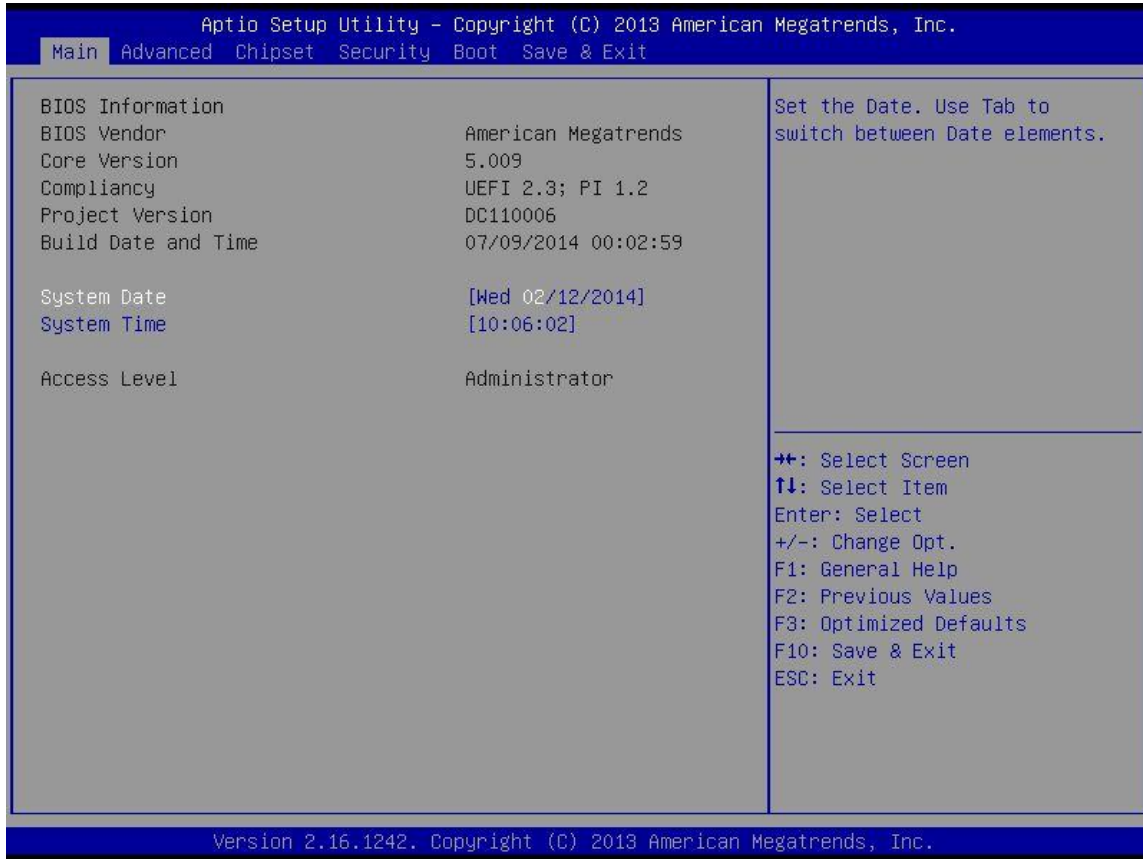 Aptio Setup Utility – Copyright (C) 2013 American Megatrends, Inc.
Main Advanced Chipset Security Boot Save & Exit
BIOS Information
BIOS Vendor American Megatrends
Core Version 5.009
Compliancy UEFI 2.3; PI 1.2
Project Version DC110006
Build Date and Time 07/09/2014 00:02:59
System Date [Wed 02/12/2014]
System Time [10:06:02]
Access Level Administrator
Set the Date. Use Tab to
switch between Date elements.
→←: Select Screen
↑↓: Select Item
Enter: Select
+/-: Change Opt.
F1: General Help
F2: Previous Values
F3: Optimized Defaults
F10: Save & Exit
ESC: Exit
Version 2.16.1242. Copyright (C) 2013 American Megatrends, Inc.